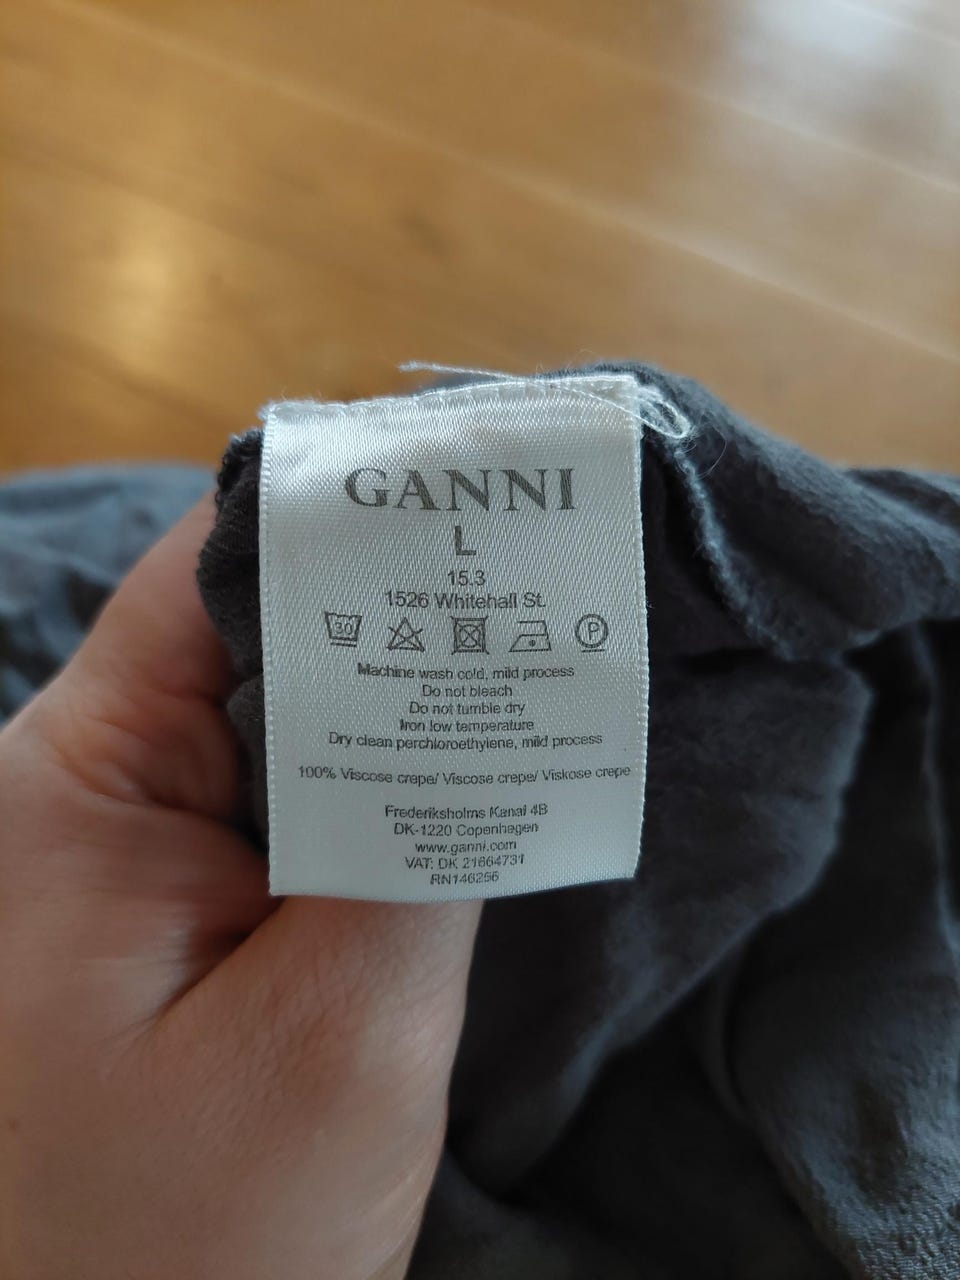 GANNI
L
15.3
1526 Whitehall St.
30 P
Machine wash cold, mild process
Do not bleach
Do not tumble dry
Iron low temperature
Dry clean perchloroethylene, mild process
100% Viscose crepe/ Viscose crepe/ Viskose crepe
Frederiksholms Kanal 4B
DK-1220 Copenhagen
www.ganni.com
VAT: DK 21664731
RN146256